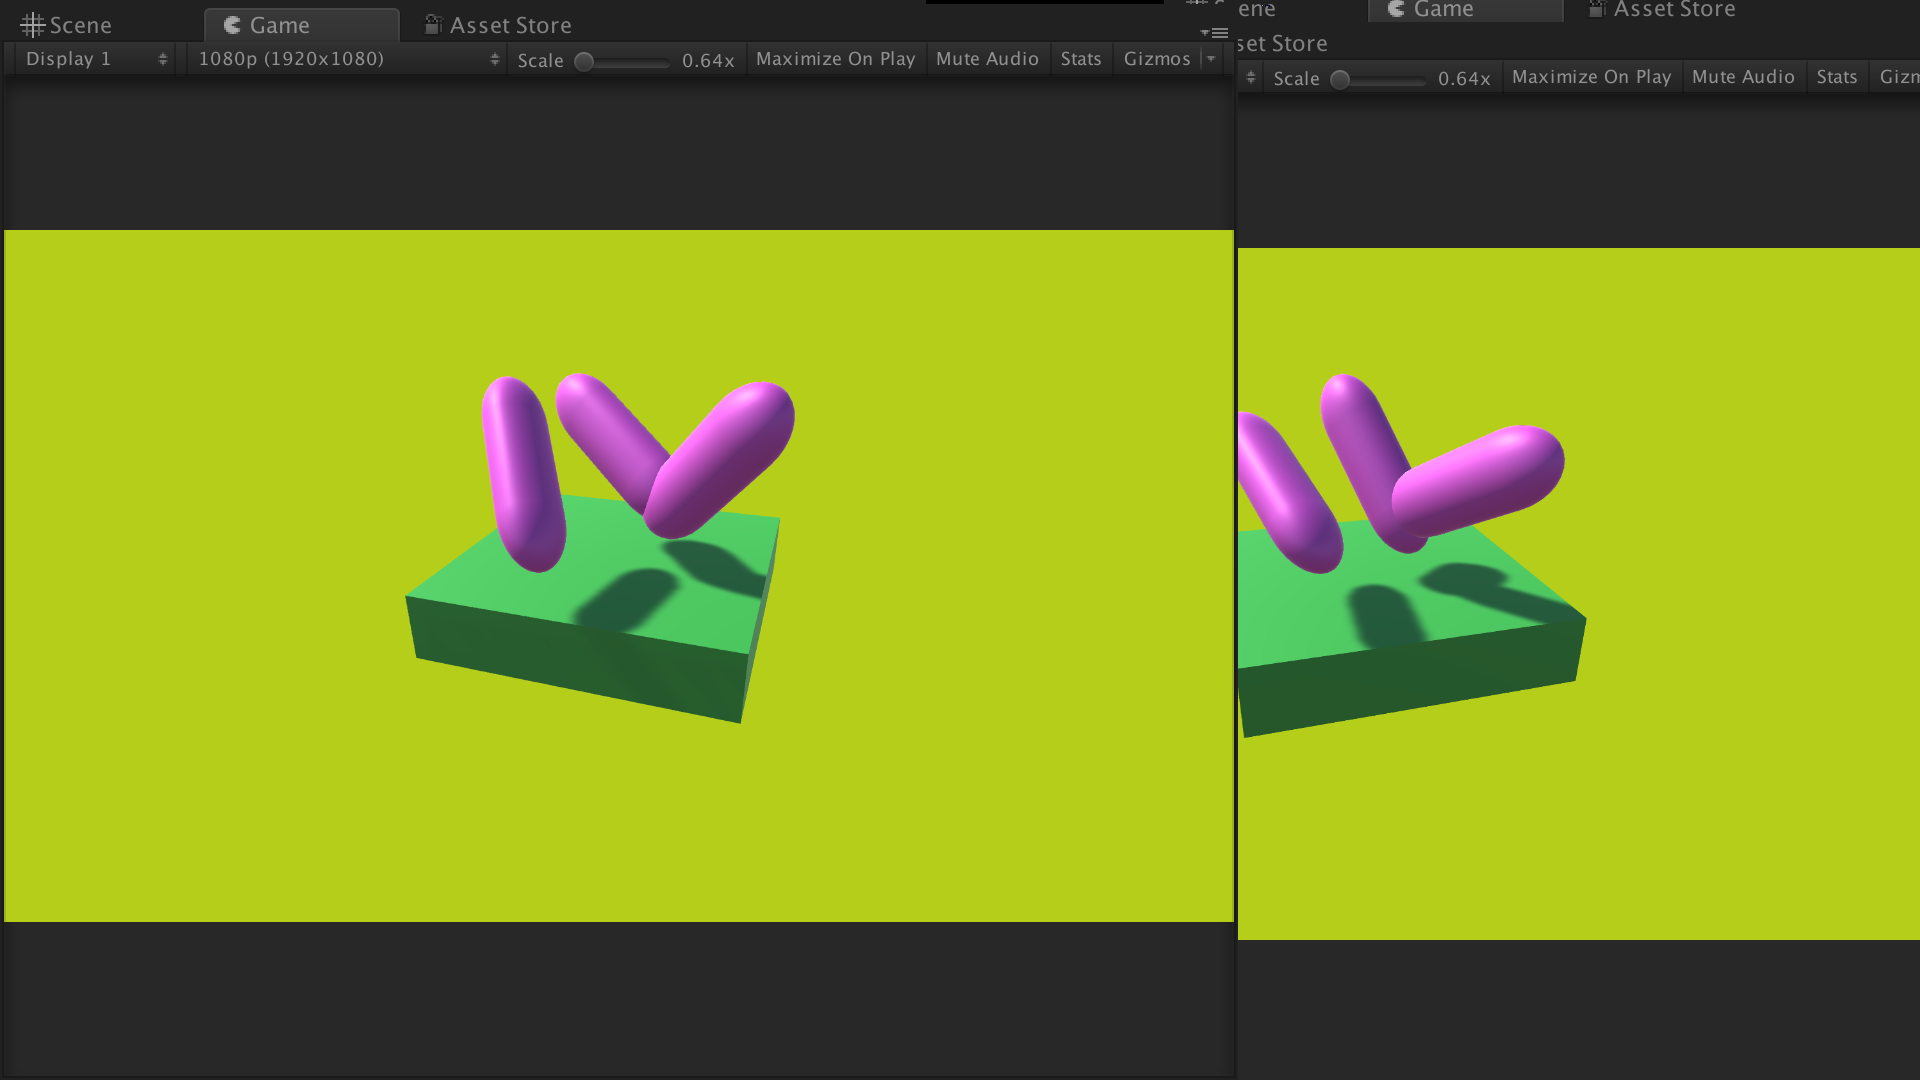 Scene Game Asset Store
Display 1 1080p (1920x1080) Scale 0.64x Maximize On Play Mute Audio Stats Gizmos
ene Game Asset Store
set Store
Scale 0.64x Maximize On Play Mute Audio Stats Gizm